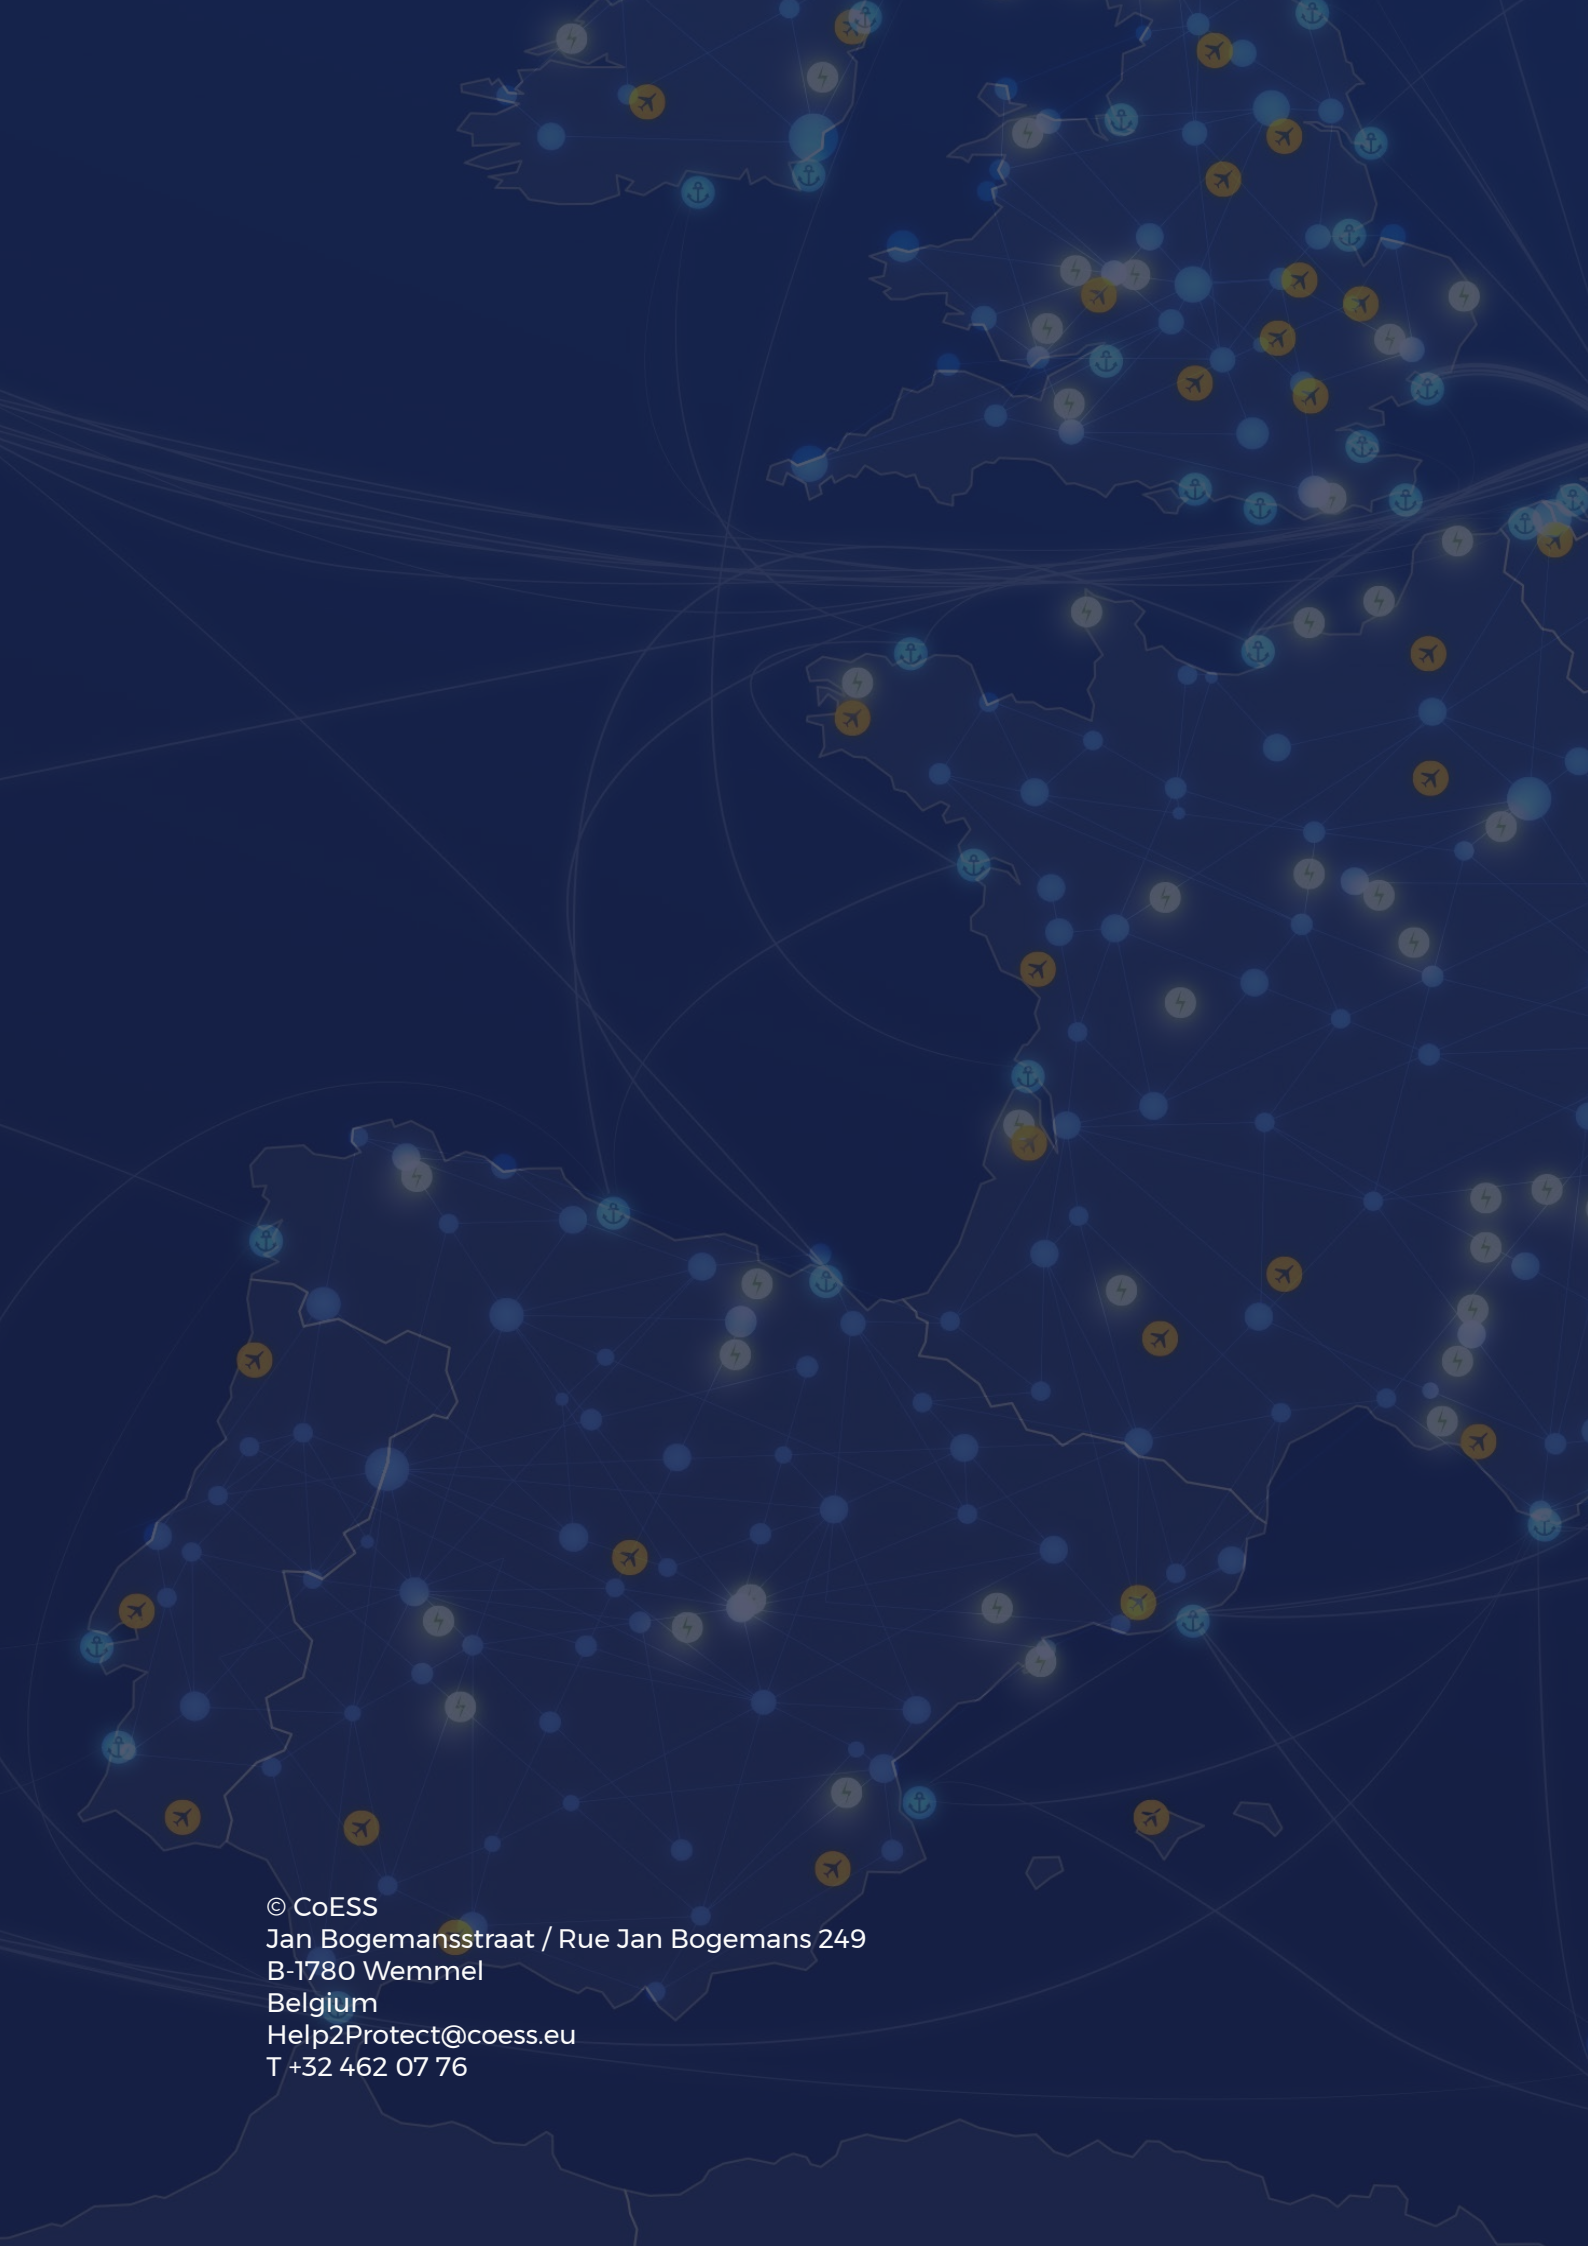 © CoESS
Jan Bogemansstraat / Rue Jan Bogemans 249
B-1780 Wemmel
Belgium
Help2Protect@coess.eu
T +32 462 07 76